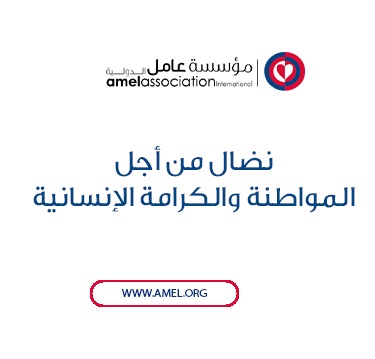 مؤسسة عامل الدولية
amelassociation International
نضال من أجل
المواطنة والكرامة الإنسانية
WWW.AMEL.ORG